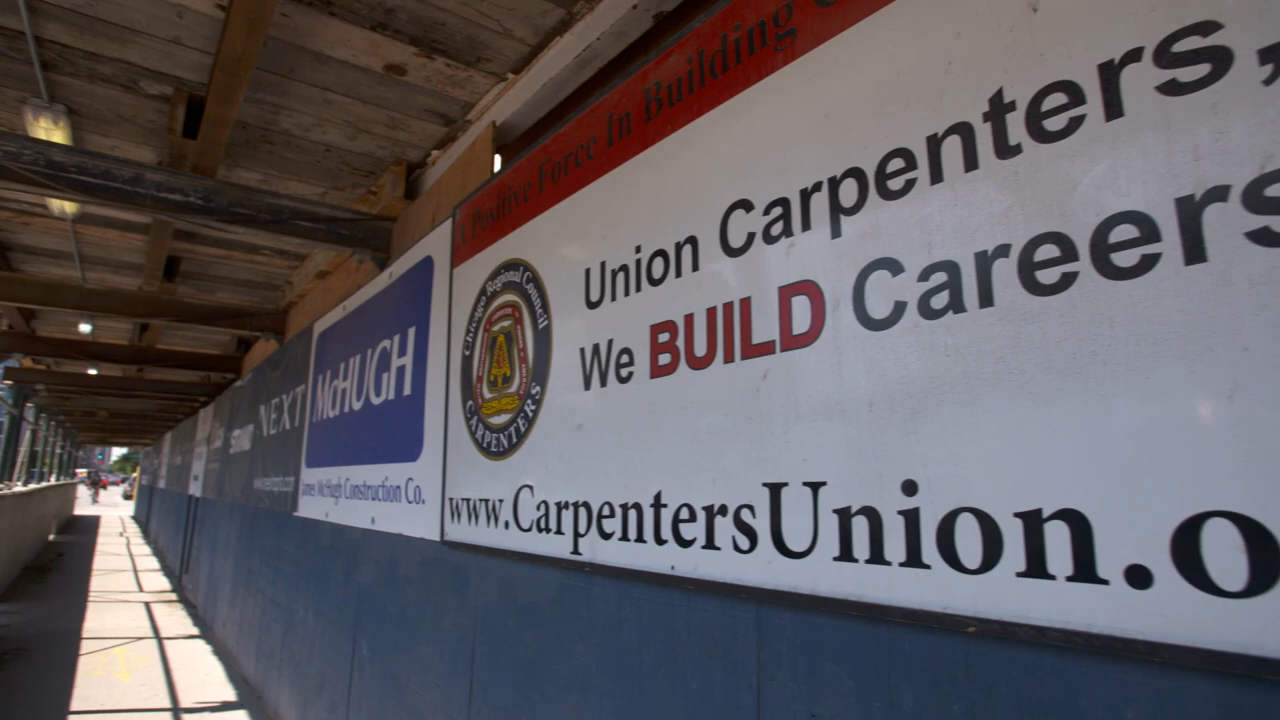 A Positive Force In Building
Union Carpenters,
We BUILD Careers
Chicago Regional Council
CARPENTERS
www.CarpentersUnion.o
McHUGH
James McHugh Construction Co.
NEXT